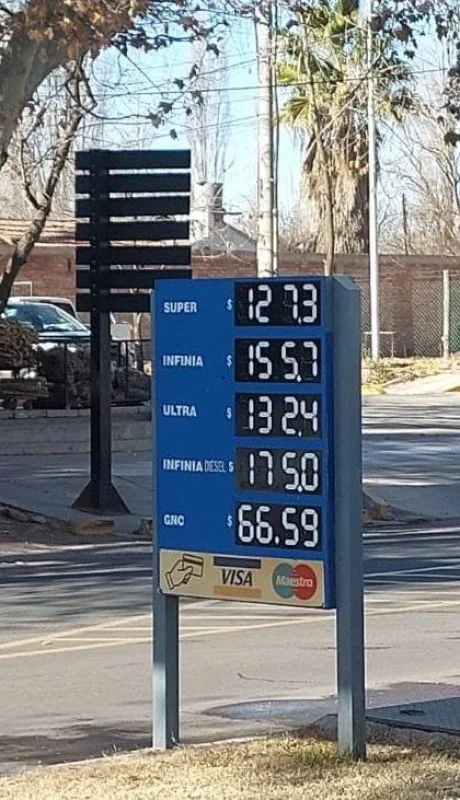 SUPER $ 127.3
INFINIA $ 155.7
ULTRA $ 132.4
INFINIA DIESEL $ 175.0
GNC $ 66.59
VISA Maestro